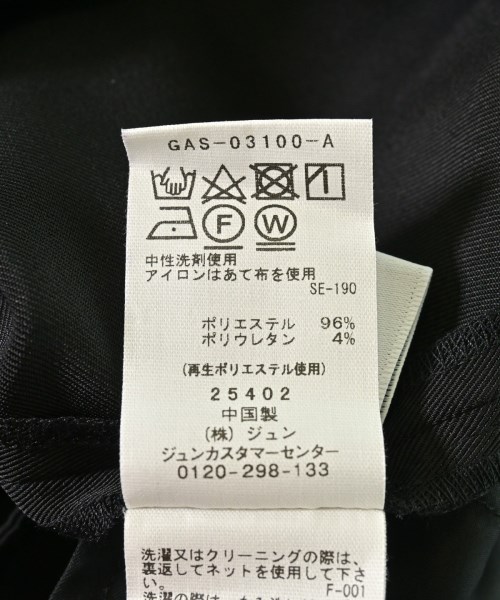 GAS-03100-A
F W
中性洗剤使用
アイロンはあて布を使用
SE-190
ポリエステル 96%
ポリウレタン 4%
(再生ポリエステル使用)
25402
中国製
(株)ジュン
ジュンカスタマーセンター
0120-298-133
洗濯又はクリーニングの際は、
裏返してネットを使用して下さ
い。
F-001
洗濯の際は、